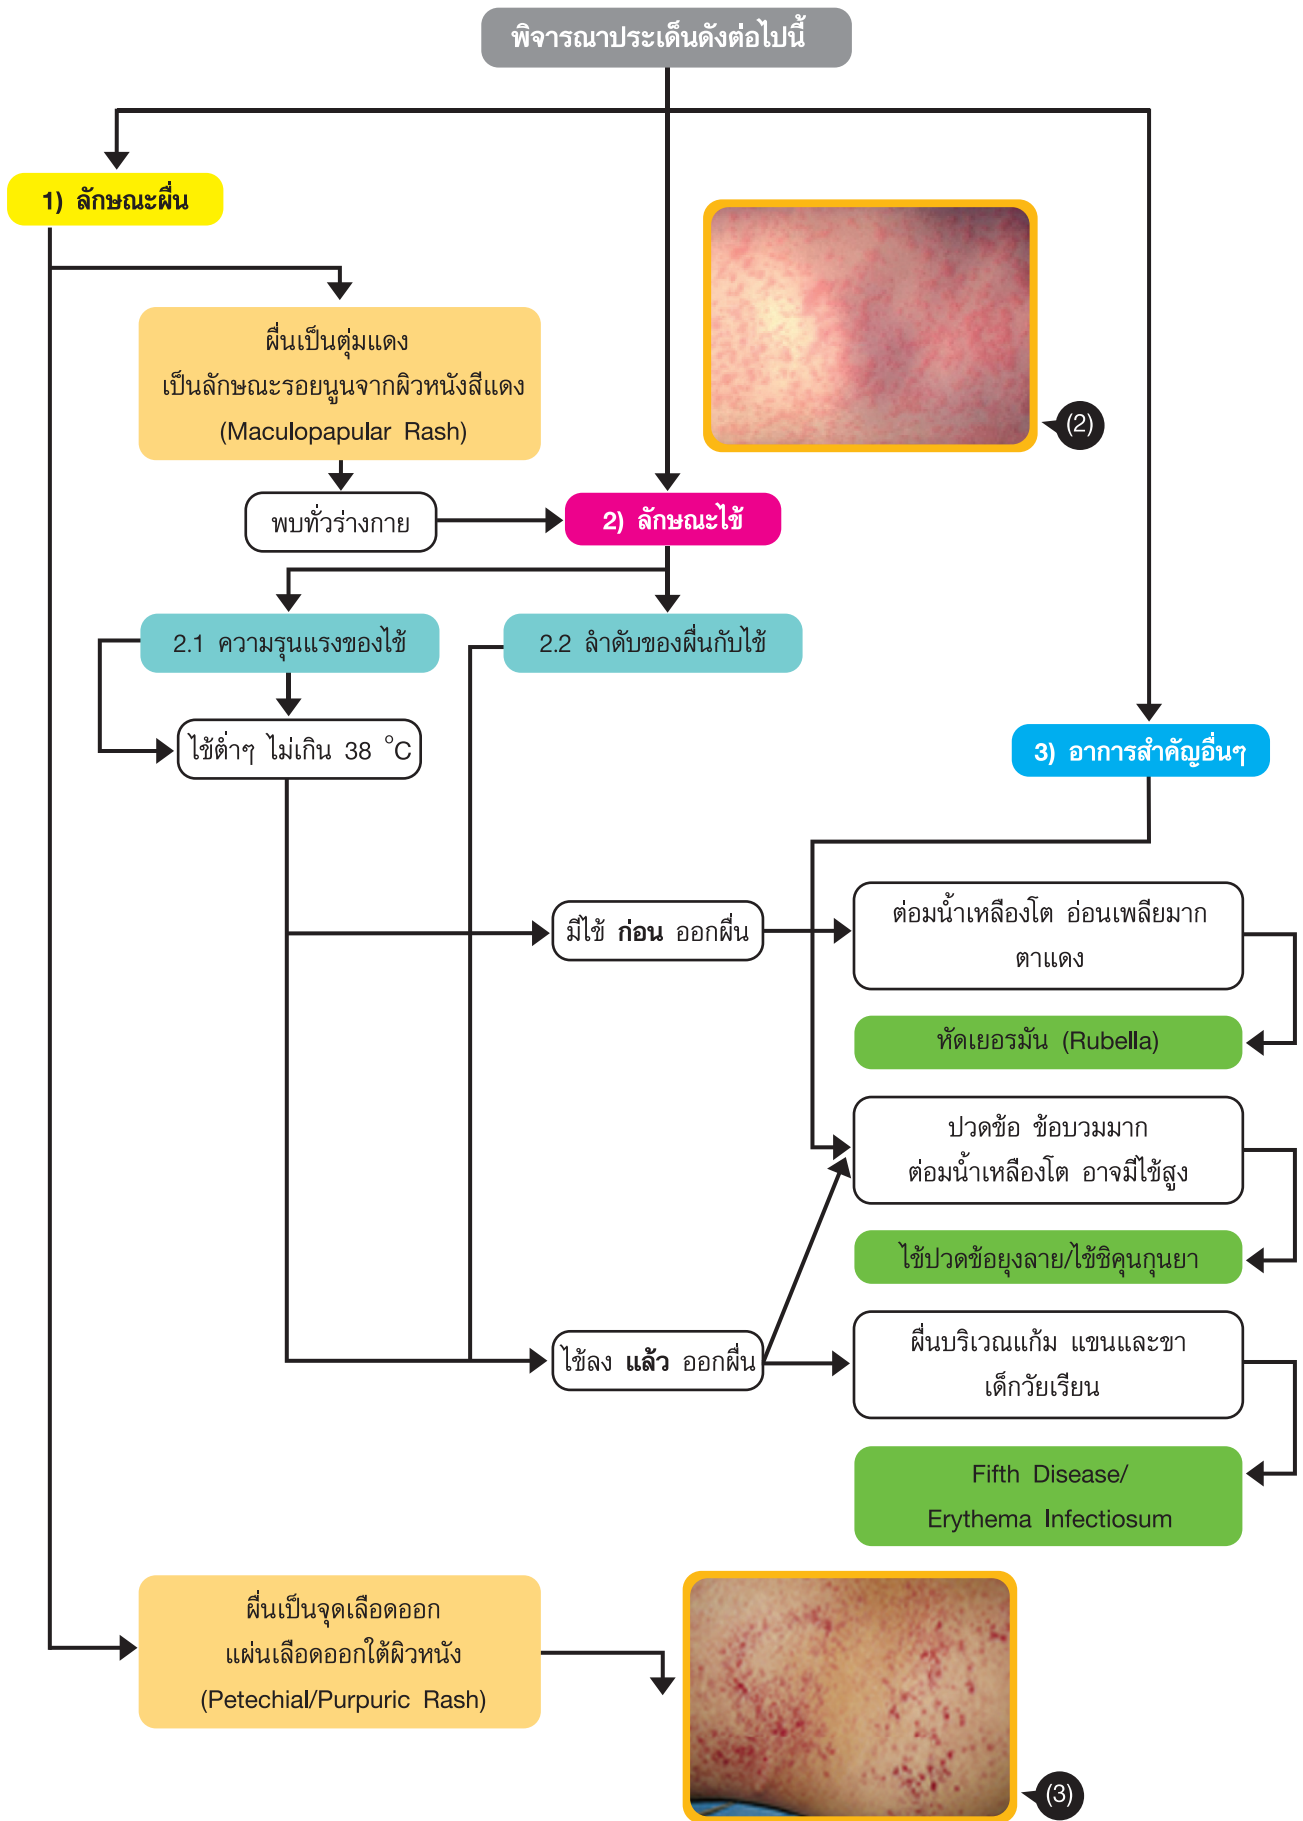 พิจารณาประเด็นดังต่อไปนี้
1) ลักษณะผื่น
ผื่นเป็นตุ่มแดง
เป็นลักษณะรอยนูนจากผิวหนังสีแดง
(Maculopapular Rash)
(2)
พบทั่วร่างกาย
2) ลักษณะไข้
2.1 ความรุนแรงของไข้
2.2 ลำดับของผื่นกับไข้
ไข้ต่ำๆ ไม่เกิน 38 °C
3) อาการสำคัญอื่นๆ
มีไข้ ก่อน ออกผื่น
ต่อมน้ำเหลืองโต อ่อนเพลียมาก
ตาแดง
หัดเยอรมัน (Rubella)
ปวดข้อ ข้อบวมมาก
ต่อมน้ำเหลืองโต อาจมีไข้สูง
ไข้ปวดข้อยุงลาย/ไข้ชิคุนกุนยา
ไข้ลง แล้ว ออกผื่น
ผื่นบริเวณแก้ม แขนและขา
เด็กวัยเรียน
Fifth Disease/
Erythema Infectiosum
ผื่นเป็นจุดเลือดออก
แผ่นเลือดออกใต้ผิวหนัง
(Petechial/Purpuric Rash)
(3)